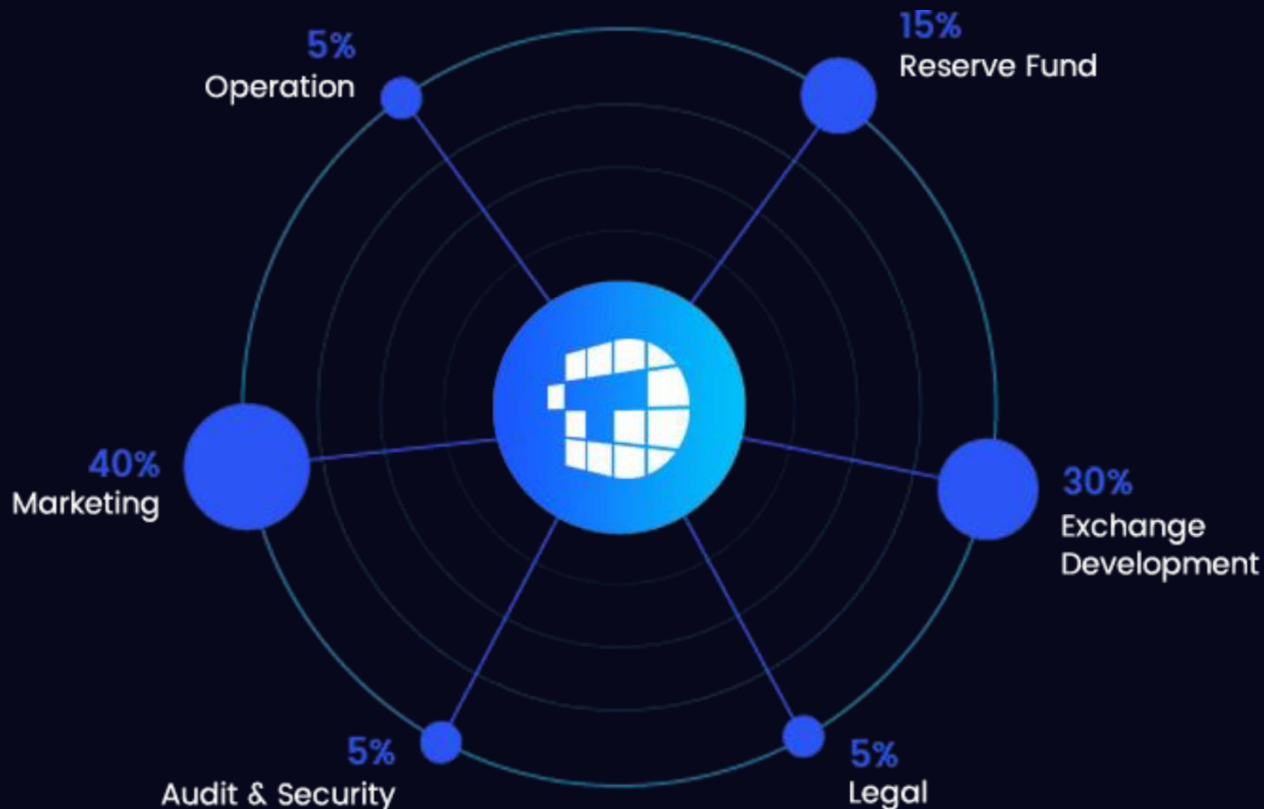 5%
Operation
15%
Reserve Fund
40%
Marketing
30%
Exchange
Development
5%
Audit & Security
5%
Legal